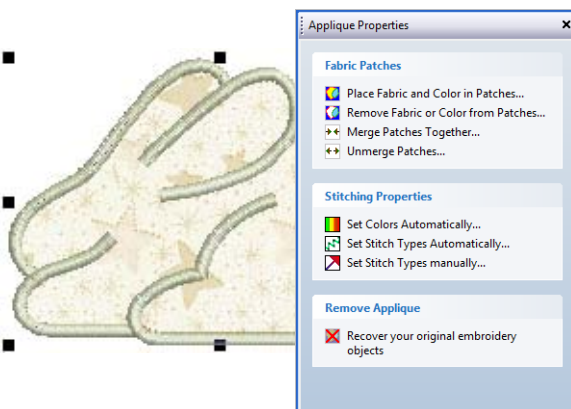 Applique Properties
Fabric Patches
Place Fabric and Color in Patches...
Remove Fabric or Color from Patches...
Merge Patches Together...
Unmerge Patches...
Stitching Properties
Set Colors Automatically...
Set Stitch Types Automatically...
Set Stitch Types manually...
Remove Applique
Recover your original embroidery
objects